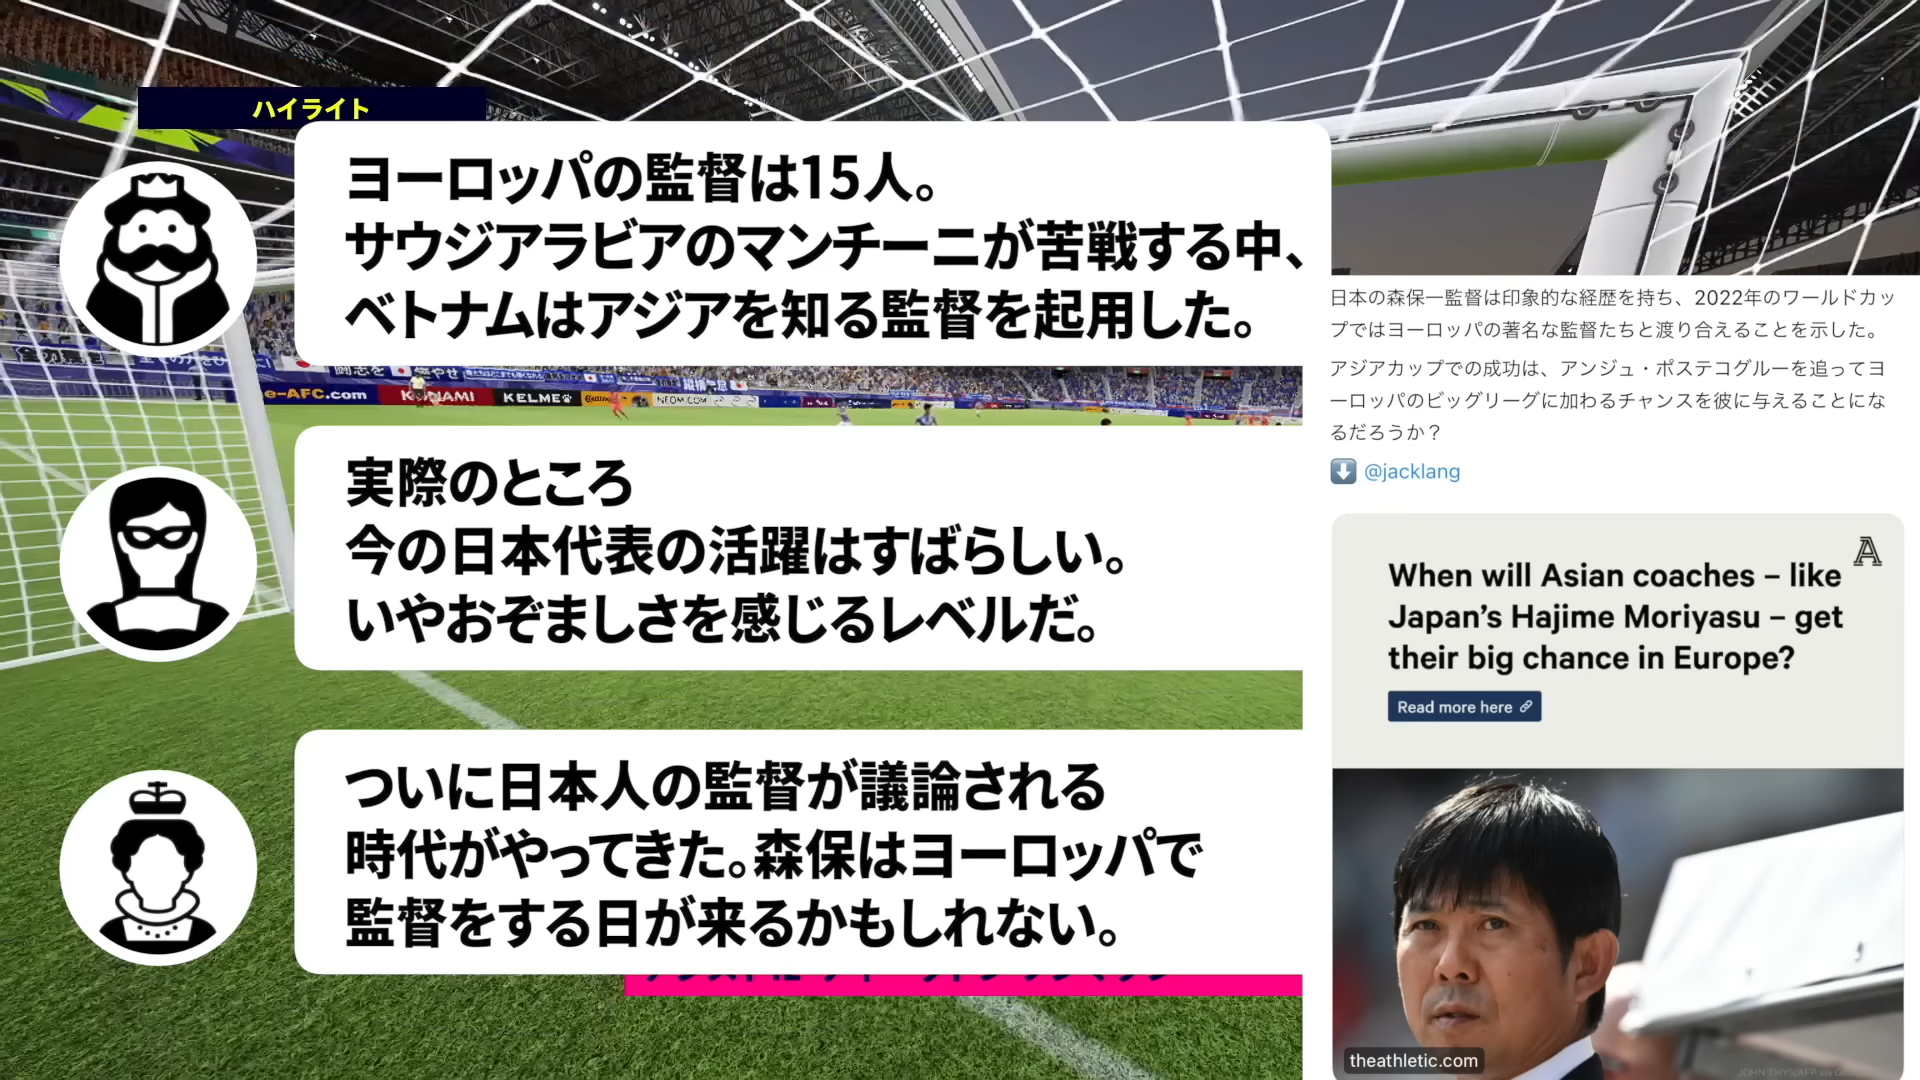 ハイライト
ヨーロッパの監督は15人。
サウジアラビアのマンチーニが苦戦する中、
ベトナムはアジアを知る監督を起用した。
e-AFC.com
KONAMI
KELME
Continental
NEOM.COM
実際のところ
今の日本代表の活躍はすばらしい。
いやおぞましさを感じるレベルだ。
ついに日本人の監督が議論される
時代がやってきた。森保はヨーロッパで
監督をする日が来るかもしれない。
日本の森保一監督は印象的な経歴を持ち、2022年のワールドカッ
プではヨーロッパの著名な監督たちと渡り合えることを示した。
アジアカップでの成功は、アンジュ・ポステコグルーを追ってヨ
ーロッパのビッグリーグに加わるチャンスを彼に与えることにな
るだろうか？
@jacklang
A
When will Asian coaches – like
Japan’s Hajime Moriyasu – get
their big chance in Europe?
Read more here
theathletic.com